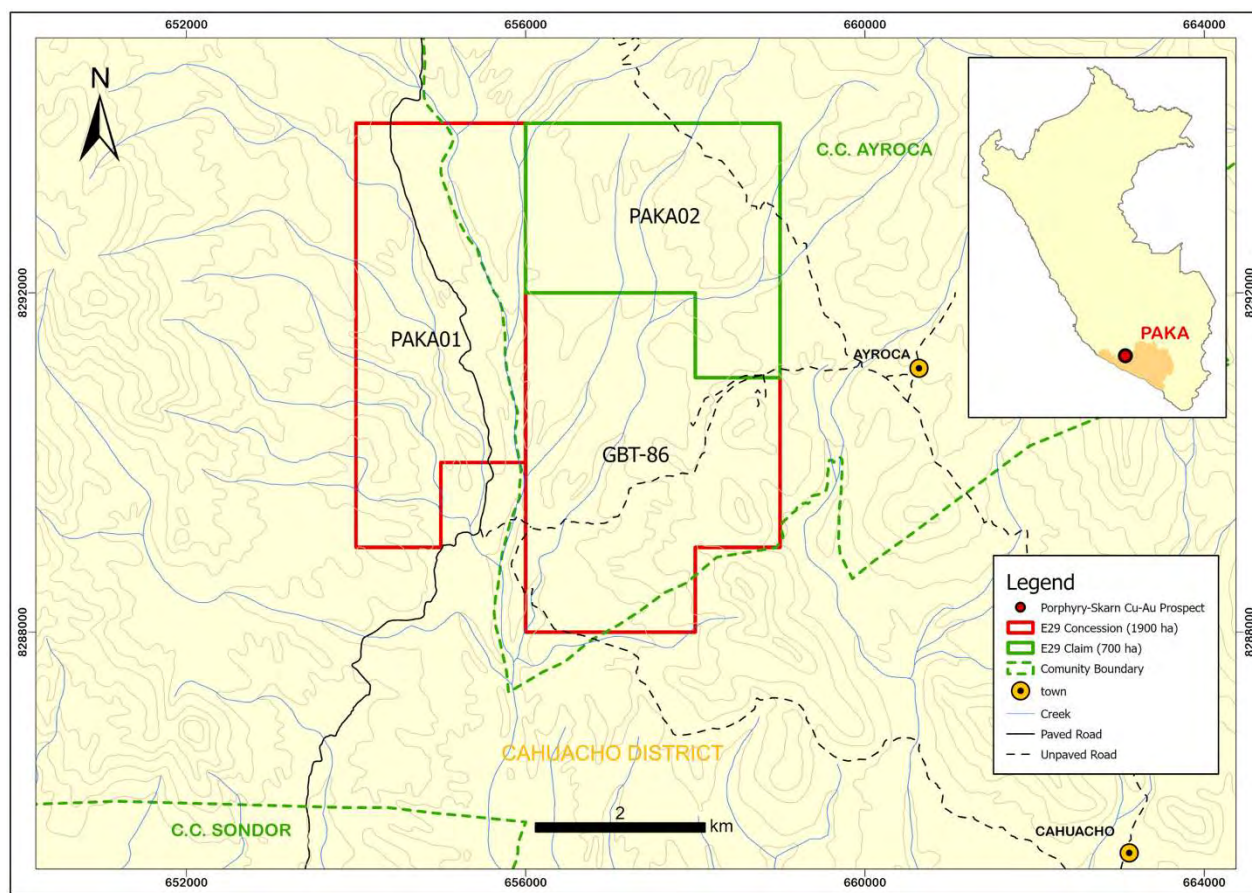 652000 656000 660000 664000
N
C.C. AYROCA
PAKA02
8292000 8292000
PAKA01
PAKA
AYROCA
GBT-86
Legend
Porphyry-Skarn Cu-Au Prospect
E29 Concession (1900 ha)
E29 Claim (700 ha)
Comunity Boundary
town
Creek
Paved Road
Unpaved Road
8288000 8288000
CAHUACHO DISTRICT
C.C. SONDOR
2
km
CAHUACHO
652000 656000 660000 664000